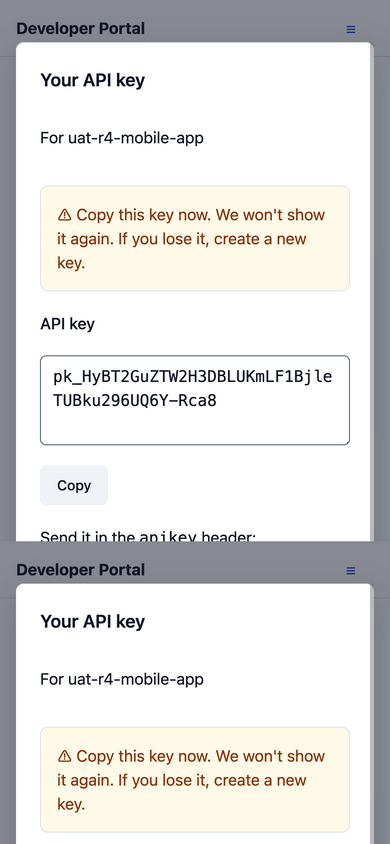 Developer Portal
Your API key
For uat-r4-mobile-app
⚠ Copy this key now. We won't show
it again. If you lose it, create a new
key.
API key
pk_HyBT2GuZTW2H3DBLUKmLF1Bjle
TUBku296UQ6Y-Rca8
Copy
Send it in the apikey header:
Developer Portal
Your API key
For uat-r4-mobile-app
⚠ Copy this key now. We won't show
it again. If you lose it, create a new
key.